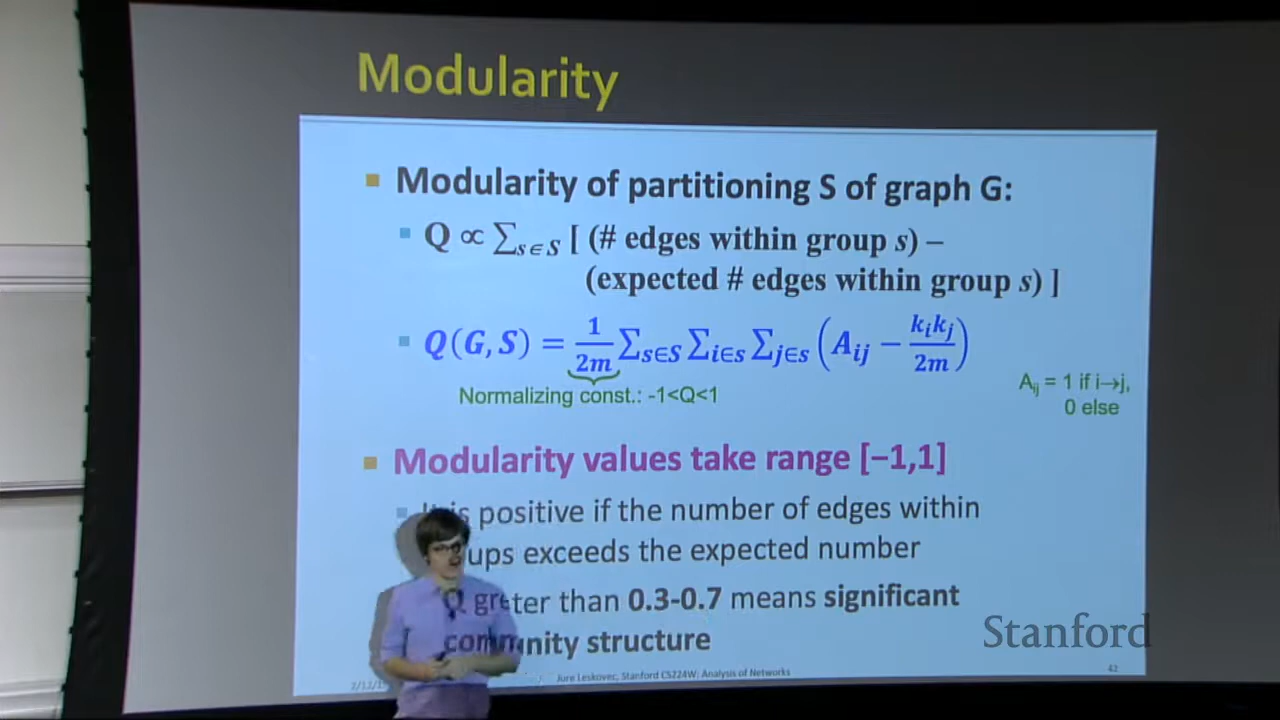 Modularity
Modularity of partitioning S of graph G:
Q ∝ ∑s∈S [ (# edges within group s) –
(expected # edges within group s) ]
Q(G, S) = 1/2m ∑s∈S ∑i∈s ∑j∈s (Aij − kikj/2m)
Normalizing const.: -1<Q<1
Aij = 1 if i→j,
0 else
Modularity values take range [−1,1]
is positive if the number of edges within
ups exceeds the expected number
Q greter than 0.3-0.7 means significant
community structure
Stanford
Jure Leskovec, Stanford CS224W: Analysis of Networks
42